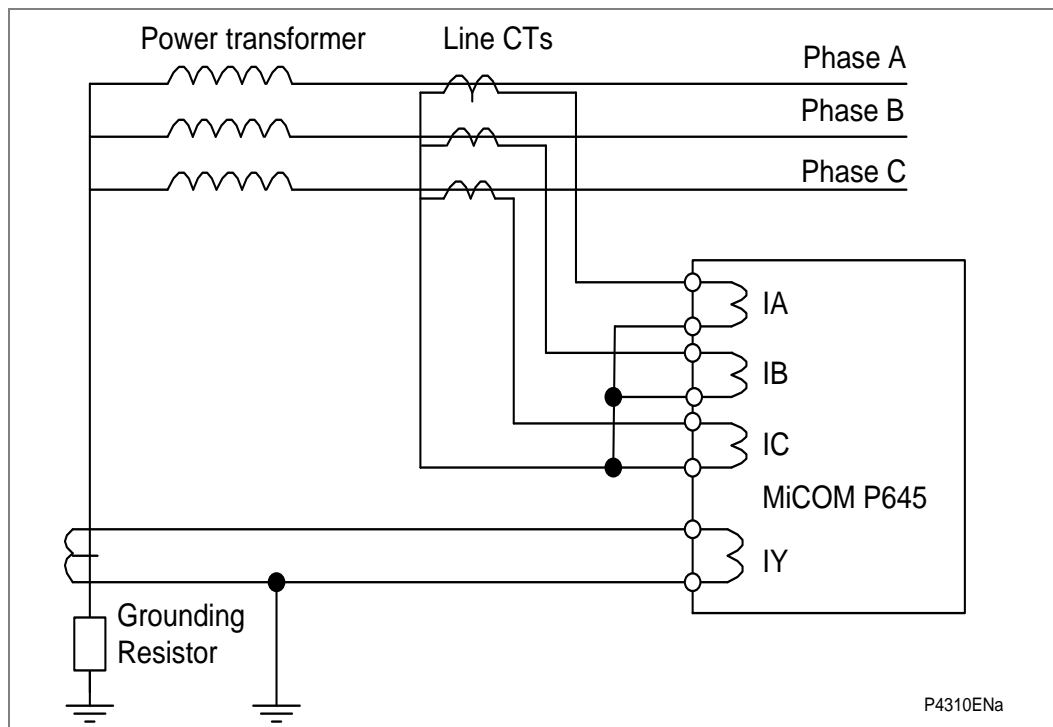 Power transformer
Line CTs
Phase A
Phase B
Phase C
IA
IB
IC
MiCOM P645
IY
Grounding
Resistor
P4310ENa